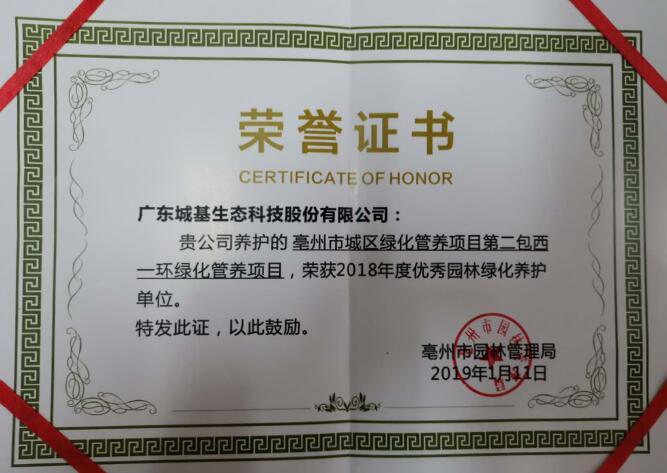 荣誉证书
CERTIFICATE OF HONOR
广东城基生态科技股份有限公司：
贵公司养护的 亳州市城区绿化管养项目第二包西
一环绿化管养项目，荣获2018年度优秀园林绿化养护
单位。
特发此证，以此鼓励。
亳州市园林管理局
2019年1月11日